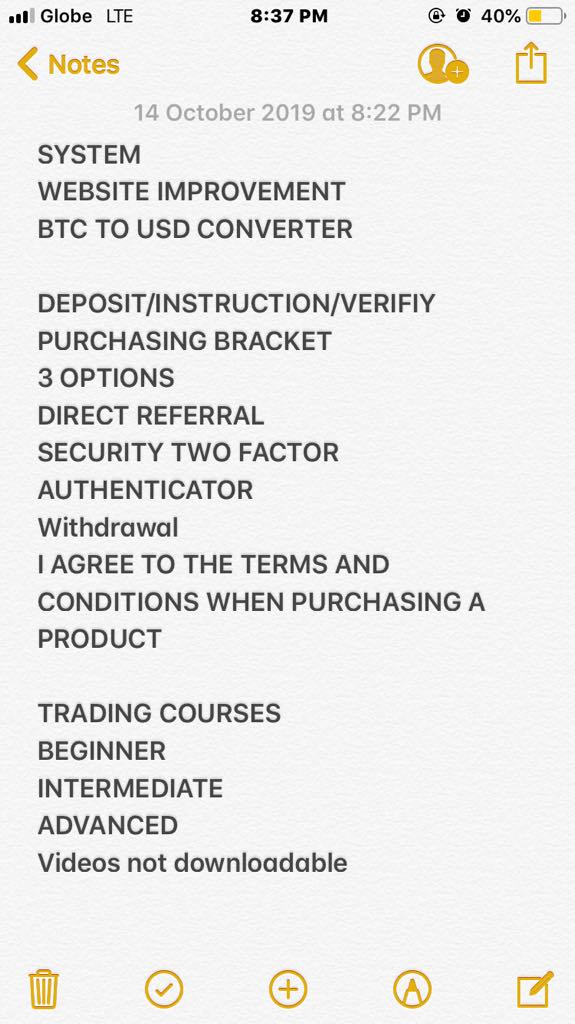 Globe LTE 8:37 PM 40%
Notes
14 October 2019 at 8:22 PM
SYSTEM
WEBSITE IMPROVEMENT
BTC TO USD CONVERTER
DEPOSIT/INSTRUCTION/VERIFIY
PURCHASING BRACKET
3 OPTIONS
DIRECT REFERRAL
SECURITY TWO FACTOR
AUTHENTICATOR
Withdrawal
I AGREE TO THE TERMS AND
CONDITIONS WHEN PURCHASING A
PRODUCT
TRADING COURSES
BEGINNER
INTERMEDIATE
ADVANCED
Videos not downloadable